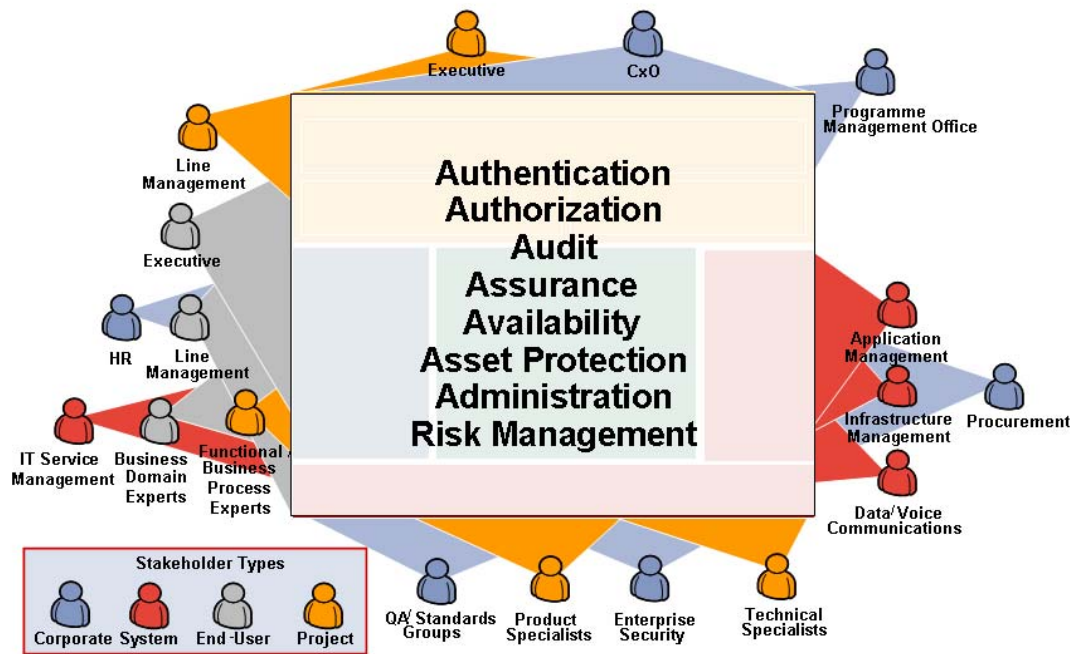 Executive
CxO
Programme
Management Office
Line
Management
Authentication
Authorization
Audit
Assurance
Availability
Asset Protection
Administration
Risk Management
Executive
HR
Line
Management
Application
Management
Infrastructure
Management
Procurement
IT Service
Management
Business
Domain
Experts
Functional /
Business
Process
Experts
Data/Voice
Communications
Stakeholder Types
Corporate
System
End-User
Project
QA/ Standards
Groups
Product
Specialists
Enterprise
Security
Technical
Specialists